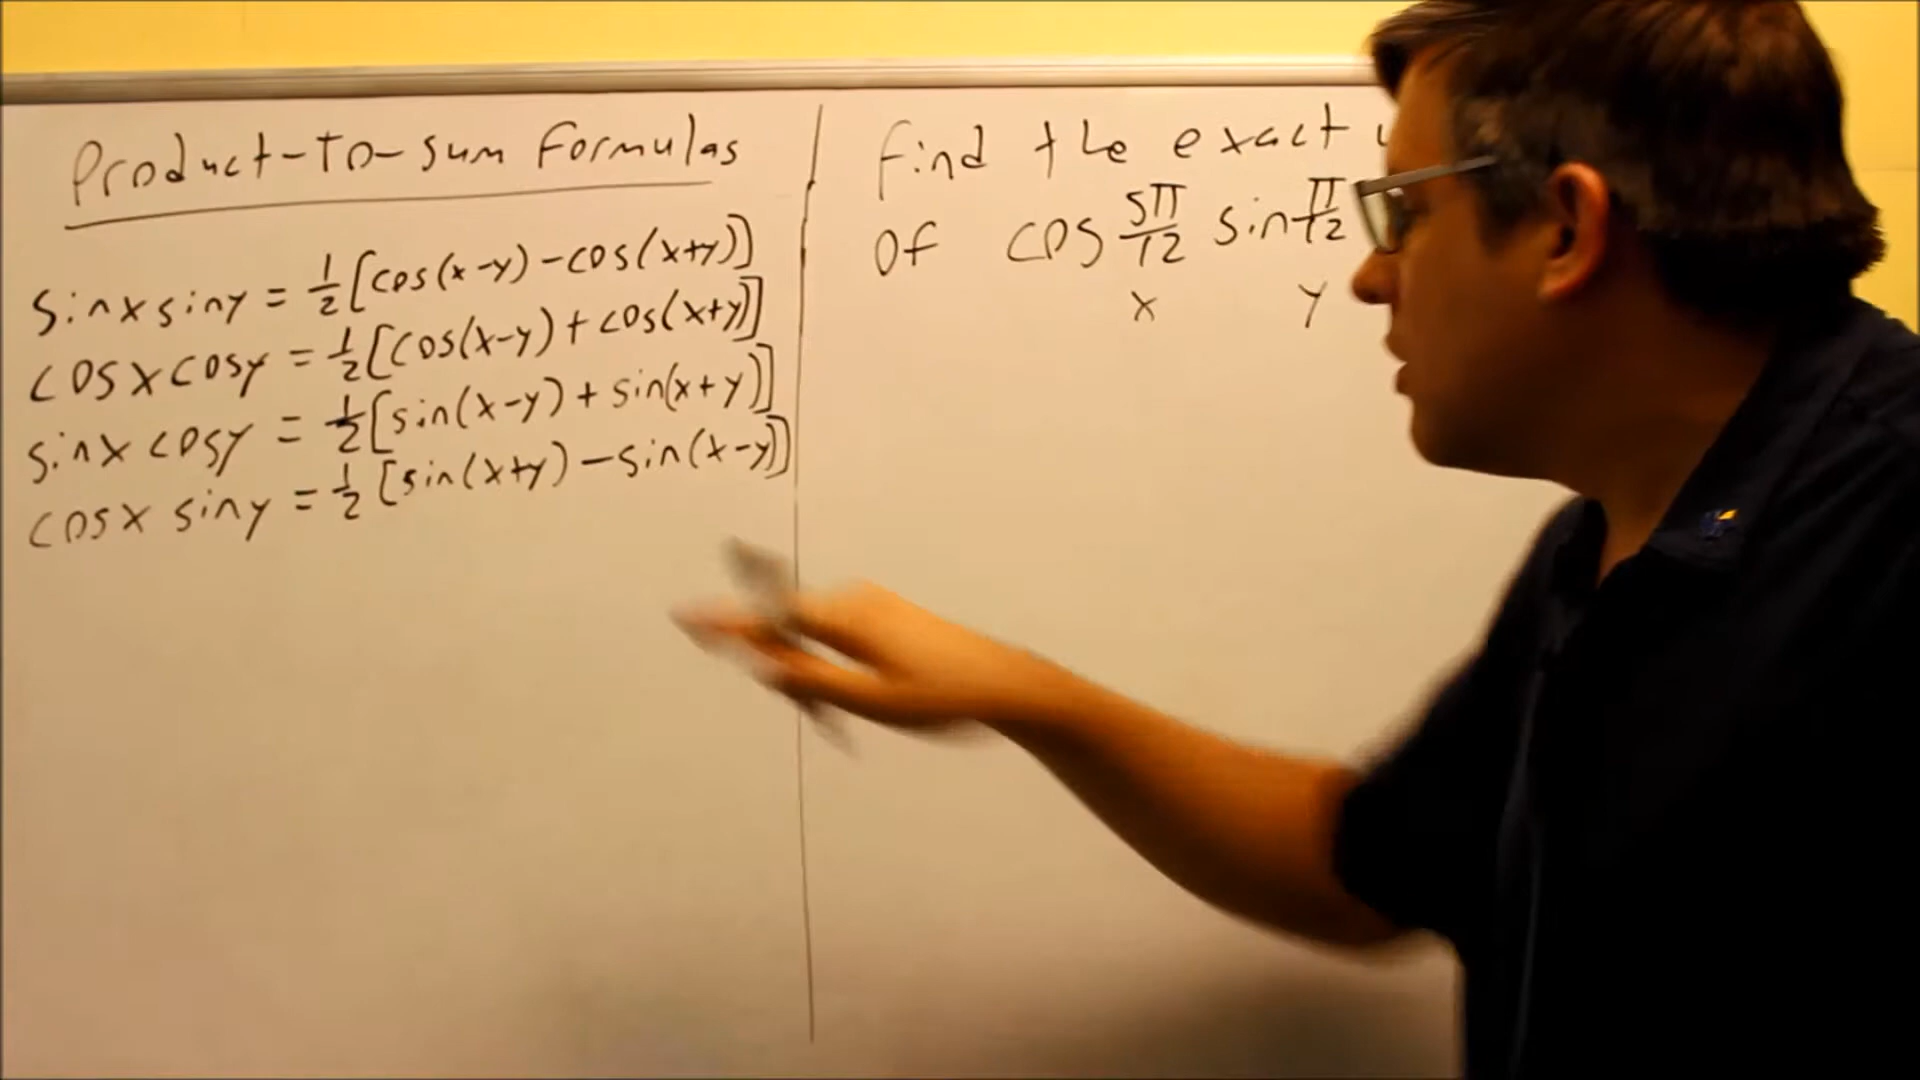 Product-To-Sum Formulas
sinx siny = 1/2 [cos(x-y) - cos(x+y)]
cosx cosy = 1/2 [cos(x-y) + cos(x+y)]
sinx cosy = 1/2 [sin(x-y) + sin(x+y)]
cosx siny = 1/2 [sin(x+y) - sin(x-y)]
Find the exact
of cos 5π/12 sin π/12
x y